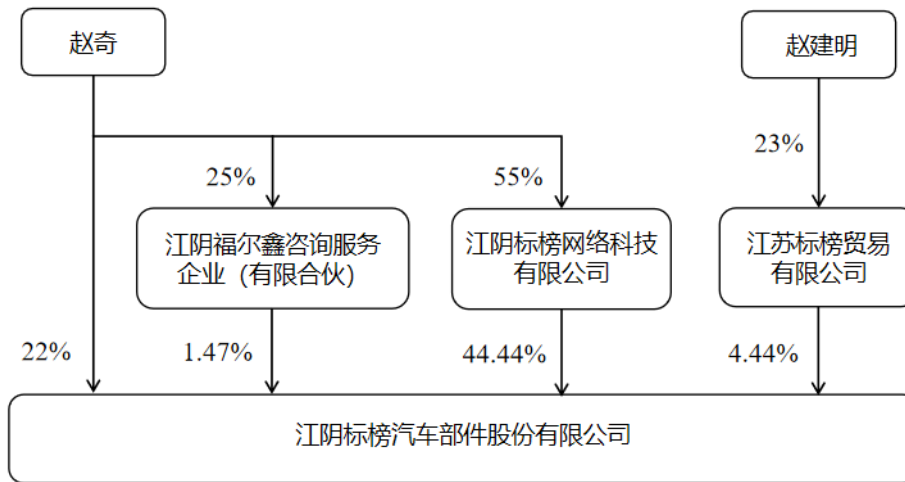 赵奇
赵建明
25%
55%
23%
江阴福尔鑫咨询服务
企业（有限合伙）
江阴标榜网络科技
有限公司
江苏标榜贸易
有限公司
22%
1.47%
44.44%
4.44%
江阴标榜汽车部件股份有限公司